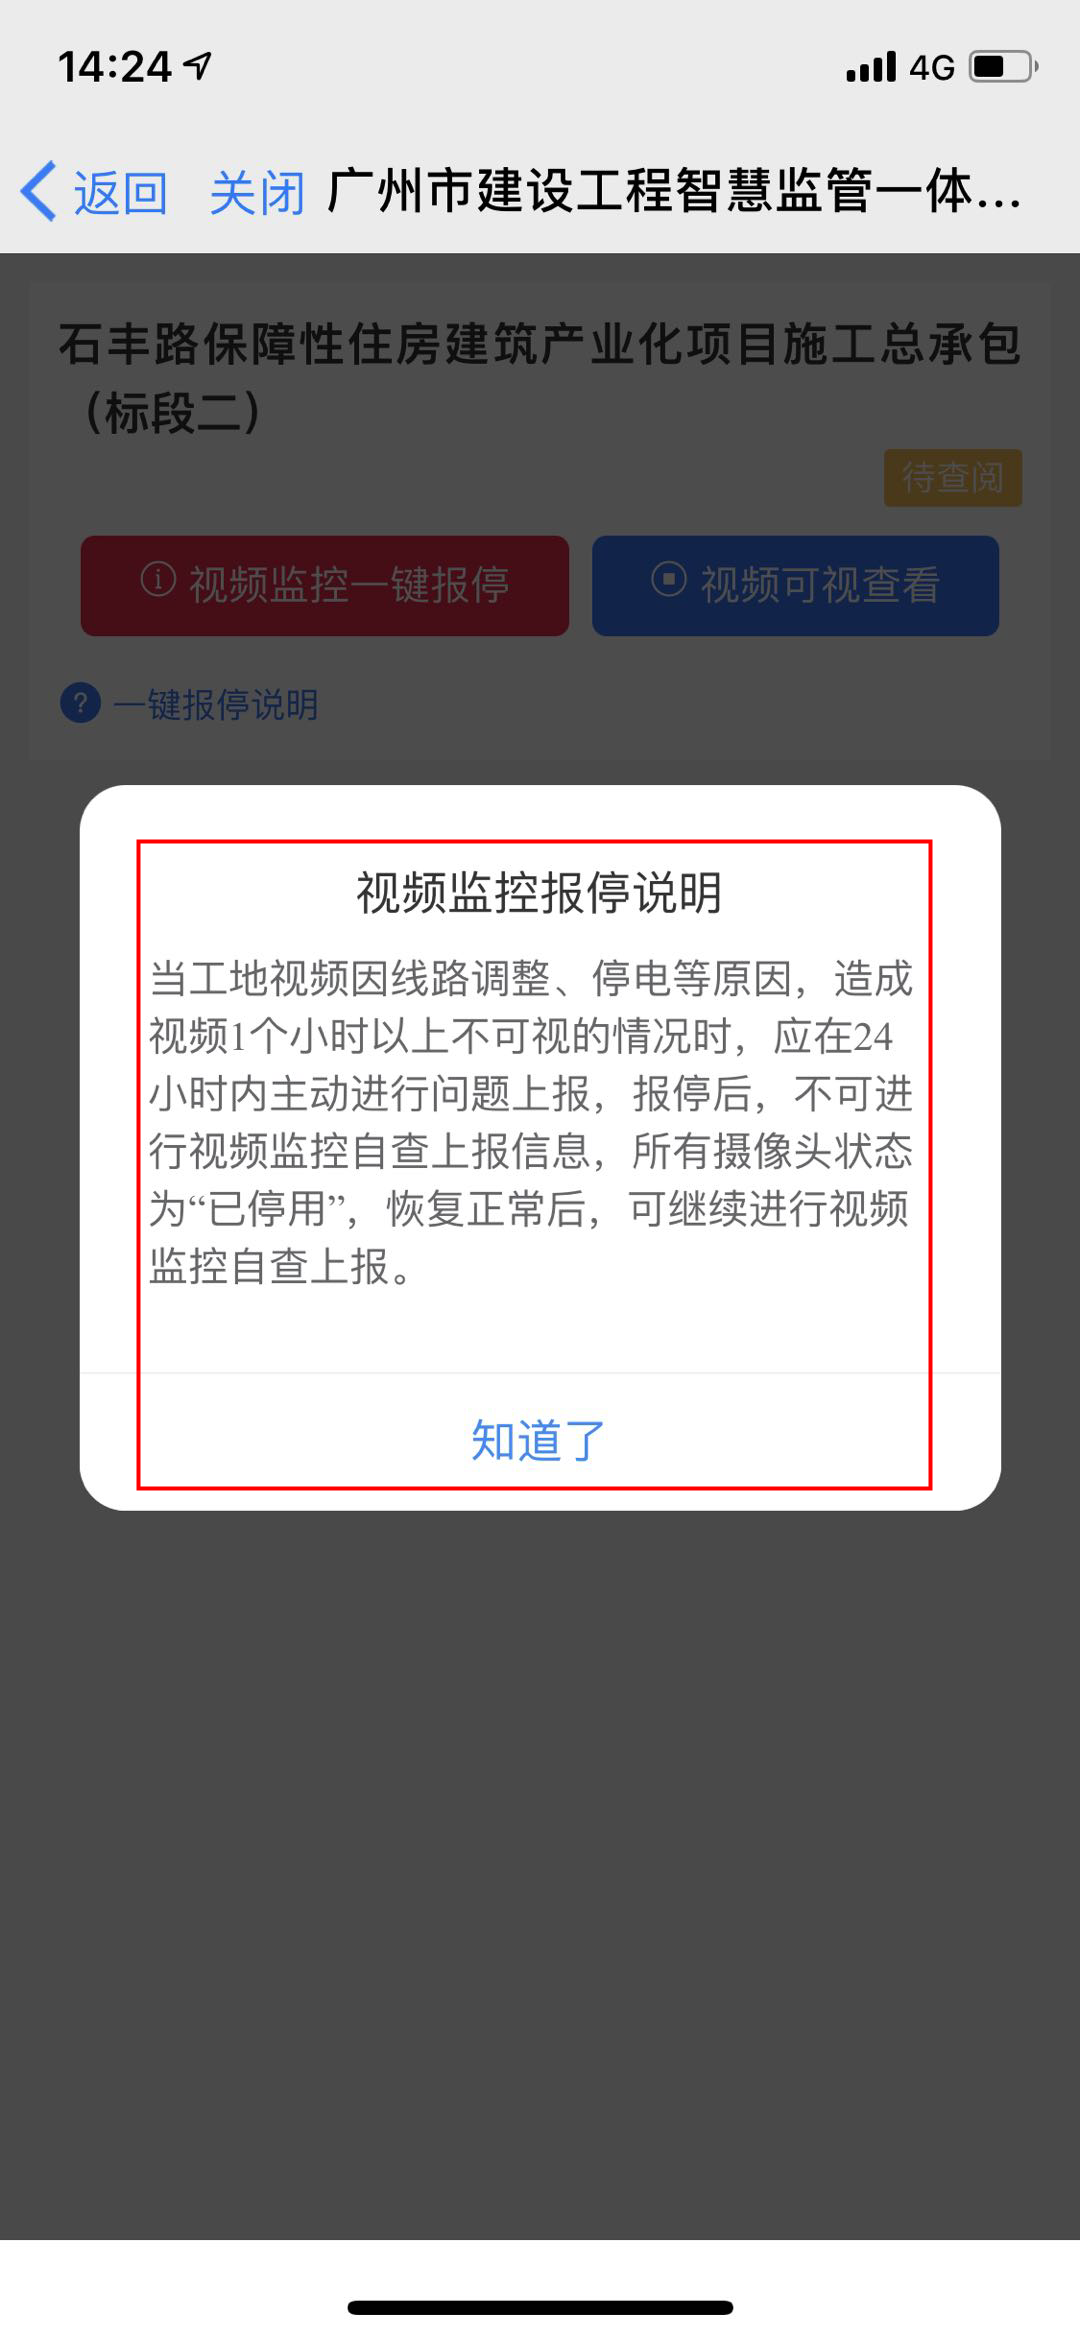 14:24
4G
返回 关闭 广州市建设工程智慧监管一体...
石丰路保障性住房建筑产业化项目施工总承包
（标段二）
待查阅
视频监控一键报停 视频可视查看
? 一键报停说明
视频监控报停说明
当工地视频因线路调整、停电等原因，造成
视频1个小时以上不可视的情况时，应在24
小时内主动进行问题上报，报停后，不可进
行视频监控自查上报信息，所有摄像头状态
为“已停用”，恢复正常后，可继续进行视频
监控自查上报。
知道了